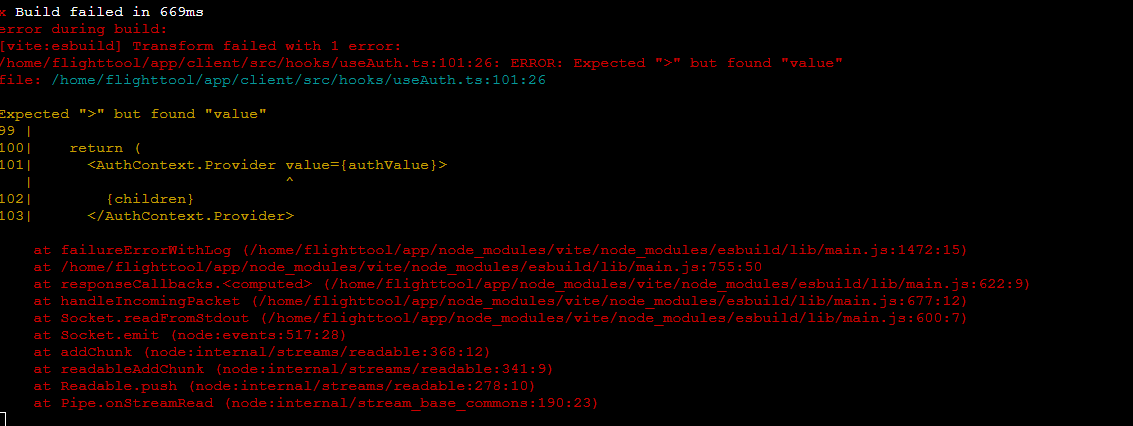 x Build failed in 669ms
error during build:
[vite:esbuild] Transform failed with 1 error:
/home/flighttool/app/client/src/hooks/useAuth.ts:101:26: ERROR: Expected ">" but found "value"
file: /home/flighttool/app/client/src/hooks/useAuth.ts:101:26
Expected ">" but found "value"
99 |
100|    return (
101|      <AuthContext.Provider value={authValue}>
   |                            ^
102|        {children}
103|      </AuthContext.Provider>
    at failureErrorWithLog (/home/flighttool/app/node_modules/vite/node_modules/esbuild/lib/main.js:1472:15)
    at /home/flighttool/app/node_modules/vite/node_modules/esbuild/lib/main.js:755:50
    at responseCallbacks.<computed> (/home/flighttool/app/node_modules/vite/node_modules/esbuild/lib/main.js:622:9)
    at handleIncomingPacket (/home/flighttool/app/node_modules/vite/node_modules/esbuild/lib/main.js:677:12)
    at Socket.readFromStdout (/home/flighttool/app/node_modules/vite/node_modules/esbuild/lib/main.js:600:7)
    at Socket.emit (node:events:517:28)
    at addChunk (node:internal/streams/readable:368:12)
    at readableAddChunk (node:internal/streams/readable:341:9)
    at Readable.push (node:internal/streams/readable:278:10)
    at Pipe.onStreamRead (node:internal/stream_base_commons:190:23)